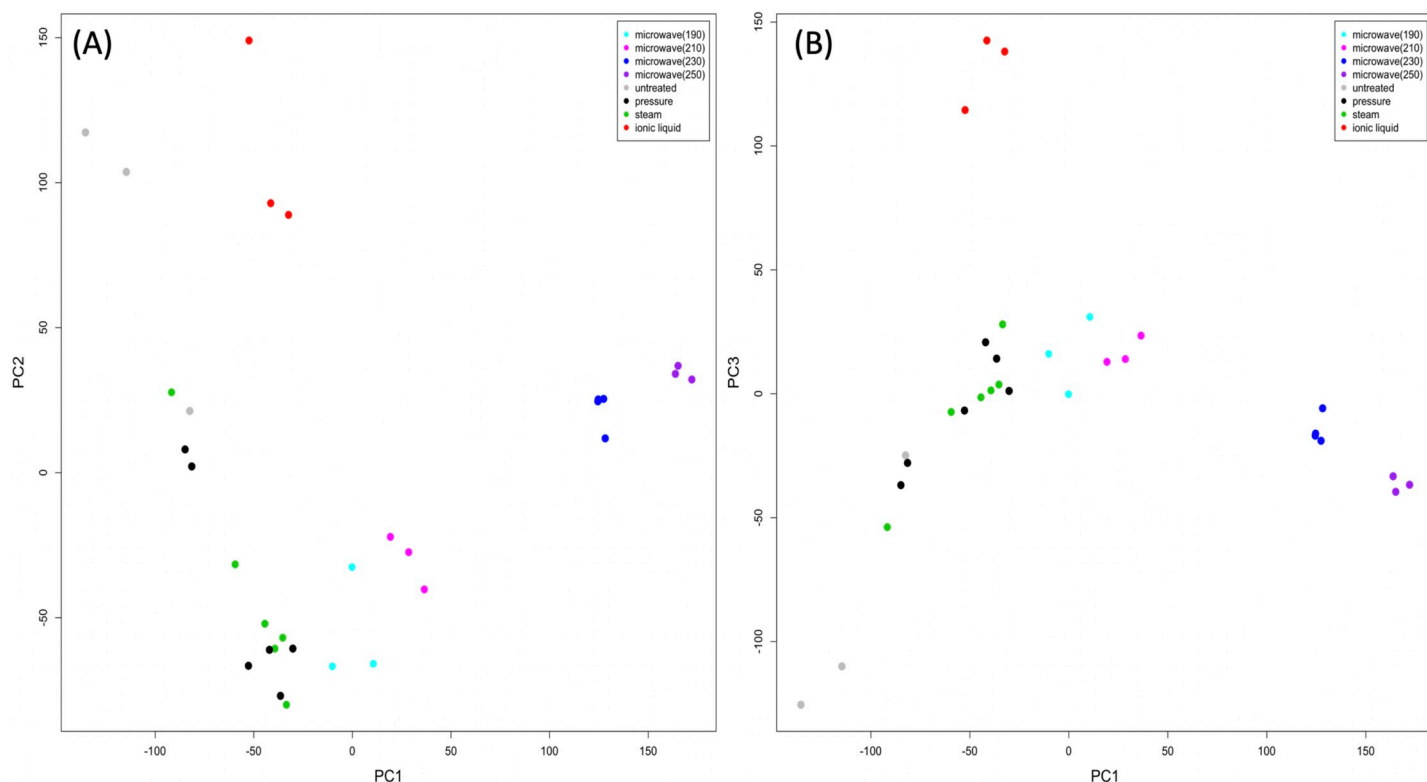 (A)
microwave(190)
microwave(210)
microwave(230)
microwave(250)
untreated
pressure
steam
ionic liquid
150
100
50
0
-50
PC2
-100
-50
0
50
100
150
PC1
(B)
microwave(190)
microwave(210)
microwave(230)
microwave(250)
untreated
pressure
steam
ionic liquid
150
100
50
0
-50
-100
PC3
-100
-50
0
50
100
150
PC1